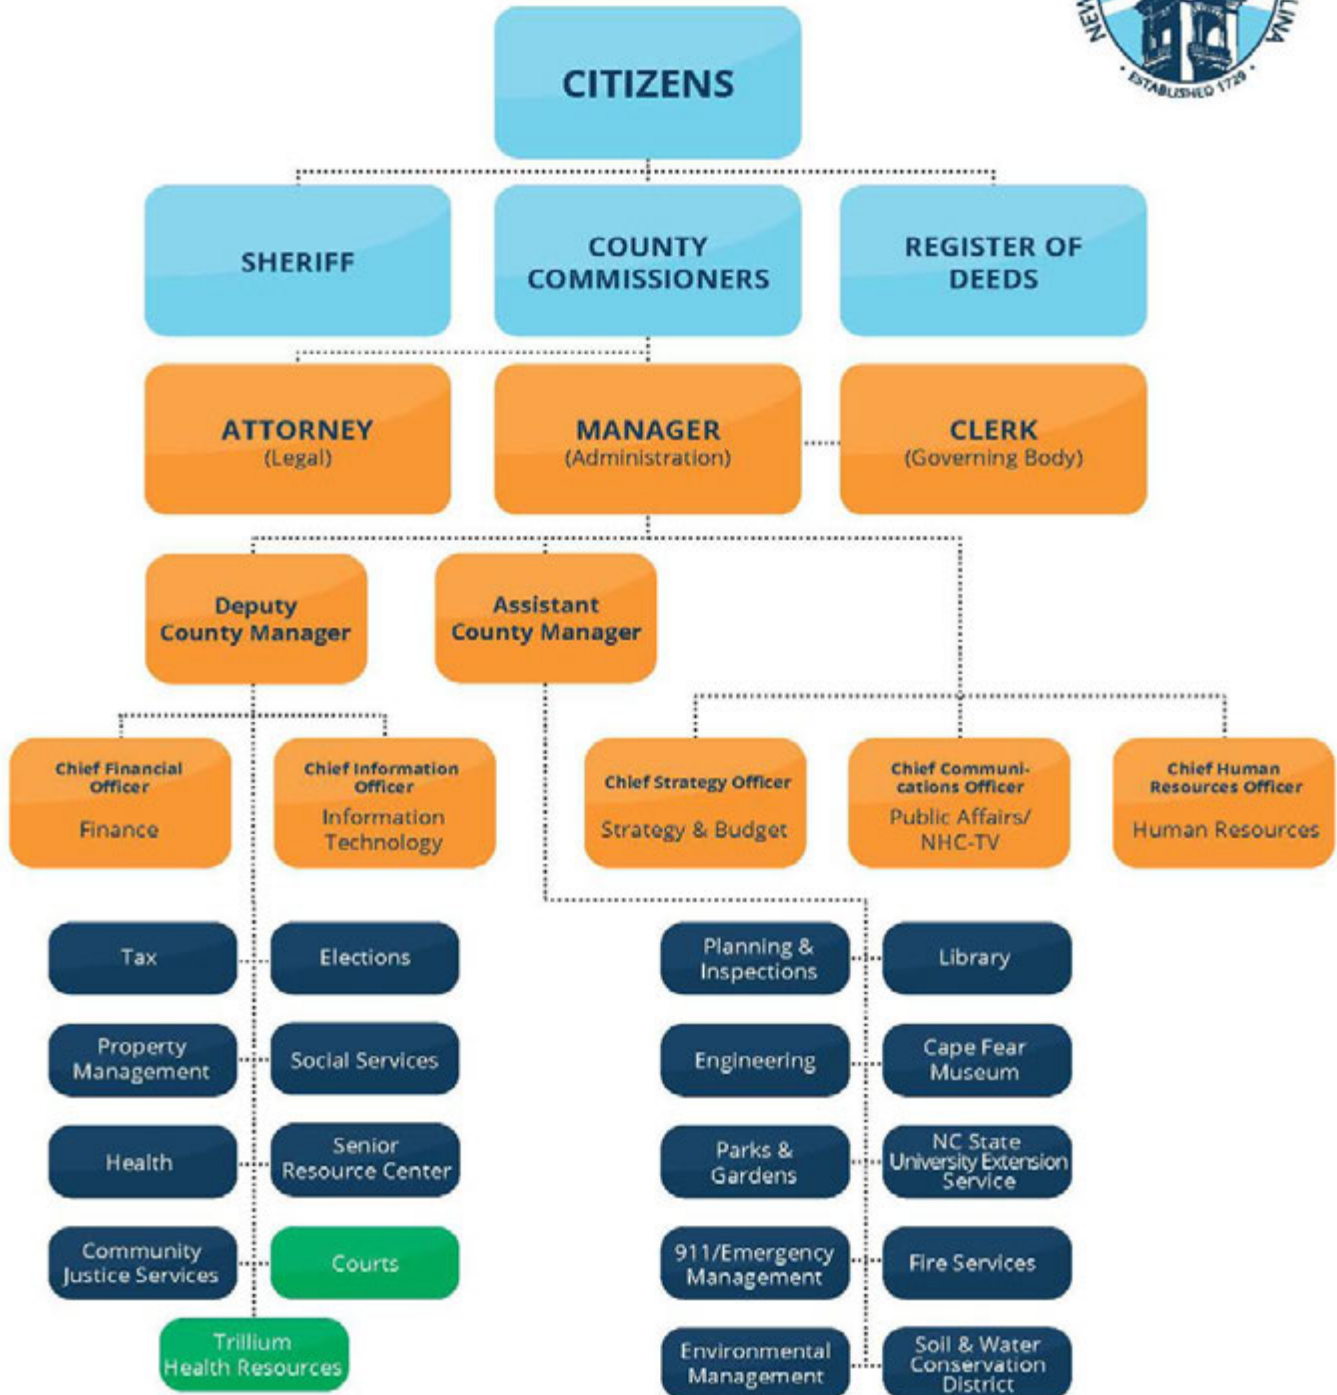 CITIZENS
NEW
LINA
• ESTABLISHED 1729 •
SHERIFF
COUNTY
COMMISSIONERS
REGISTER OF
DEEDS
ATTORNEY
(Legal)
MANAGER
(Administration)
CLERK
(Governing Body)
Deputy
County Manager
Assistant
County Manager
Chief Financial
Officer
Finance
Chief Information
Officer
Information
Technology
Chief Strategy Officer
Strategy & Budget
Chief Communi-
cations Officer
Public Affairs/
NHC-TV
Chief Human
Resources Officer
Human Resources
Tax
Elections
Property
Management
Social Services
Health
Senior
Resource Center
Community
Justice Services
Courts
Trillium
Health Resources
Planning &
Inspections
Library
Engineering
Cape Fear
Museum
Parks &
Gardens
NC State
University Extension
Service
911/Emergency
Management
Fire Services
Environmental
Management
Soil & Water
Conservation
District